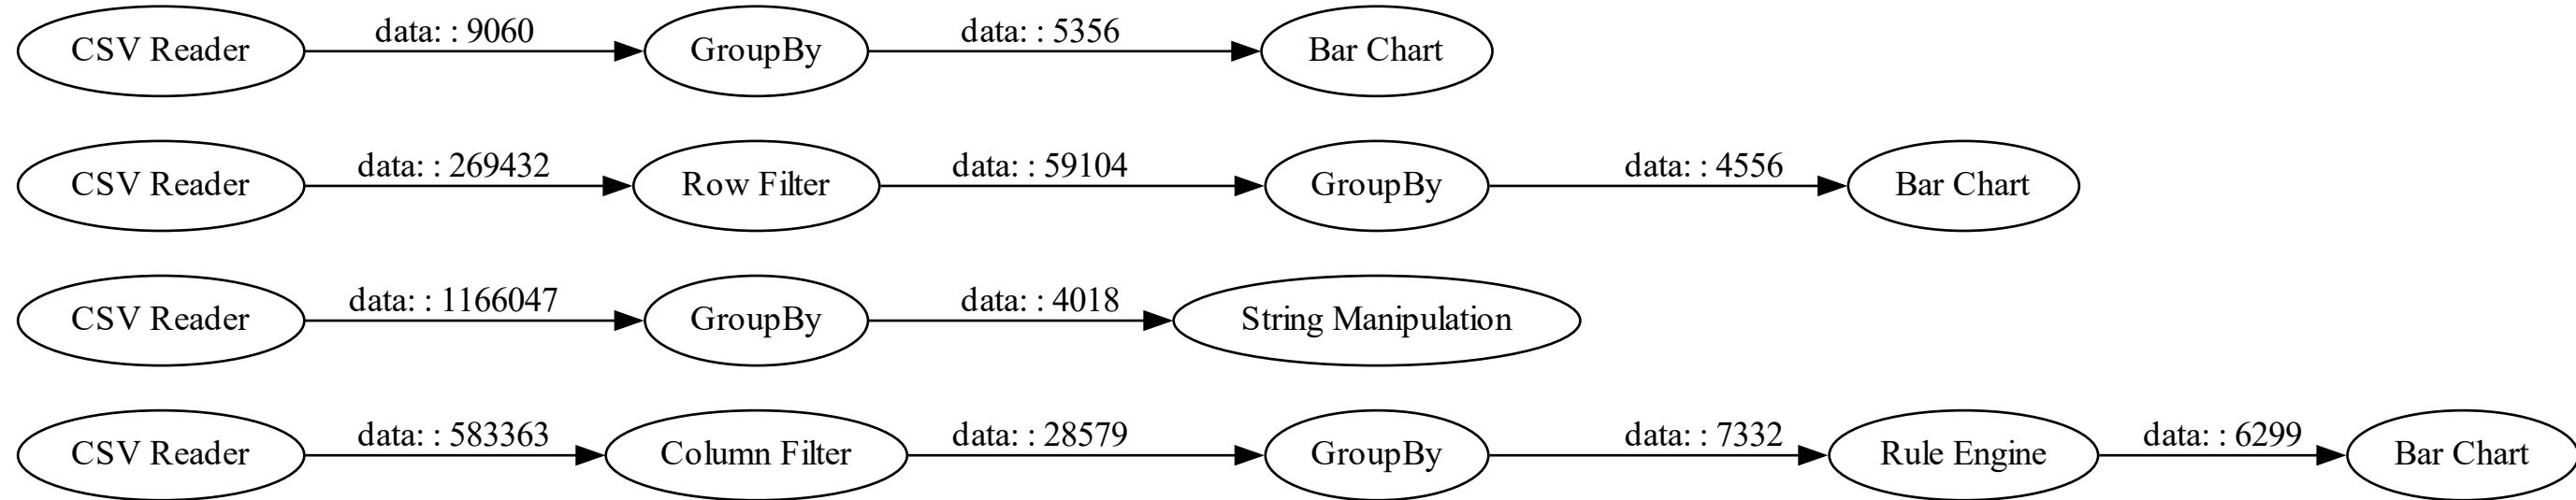 CSV Reader data: : 9060 GroupBy data: : 5356 Bar Chart
CSV Reader data: : 269432 Row Filter data: : 59104 GroupBy data: : 4556 Bar Chart
CSV Reader data: : 1166047 GroupBy data: : 4018 String Manipulation
CSV Reader data: : 583363 Column Filter data: : 28579 GroupBy data: : 7332 Rule Engine data: : 6299 Bar Chart